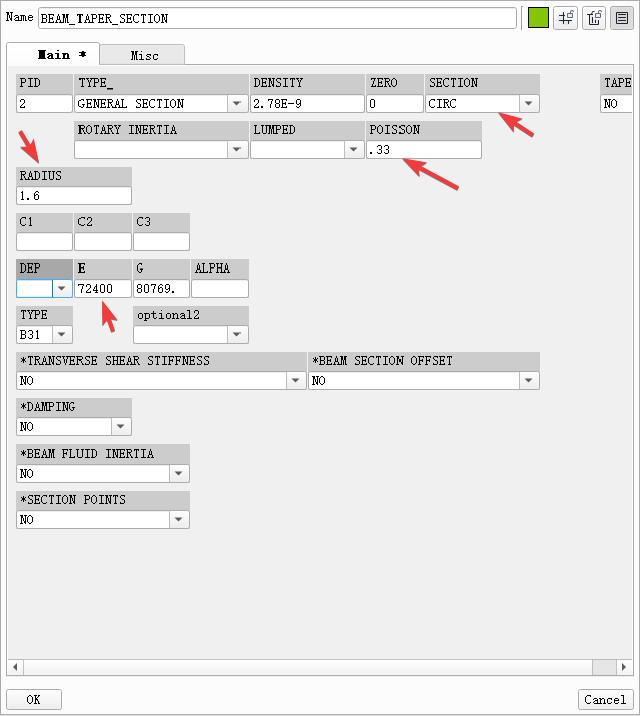 Name BEAM_TAPER_SECTION
Main * Misc
PID TYPE_ DENSITY ZERO SECTION TAPE
2 GENERAL SECTION 2.78E-9 0 CIRC NO
ROTARY INERTIA LUMPED POISSON
.33
RADIUS
1.6
C1 C2 C3
DEP E G ALPHA
72400 80769.
TYPE optional2
B31
*TRANSVERSE SHEAR STIFFNESS *BEAM SECTION OFFSET
NO NO
*DAMPING
NO
*BEAM FLUID INERTIA
NO
*SECTION POINTS
NO
OK Cancel